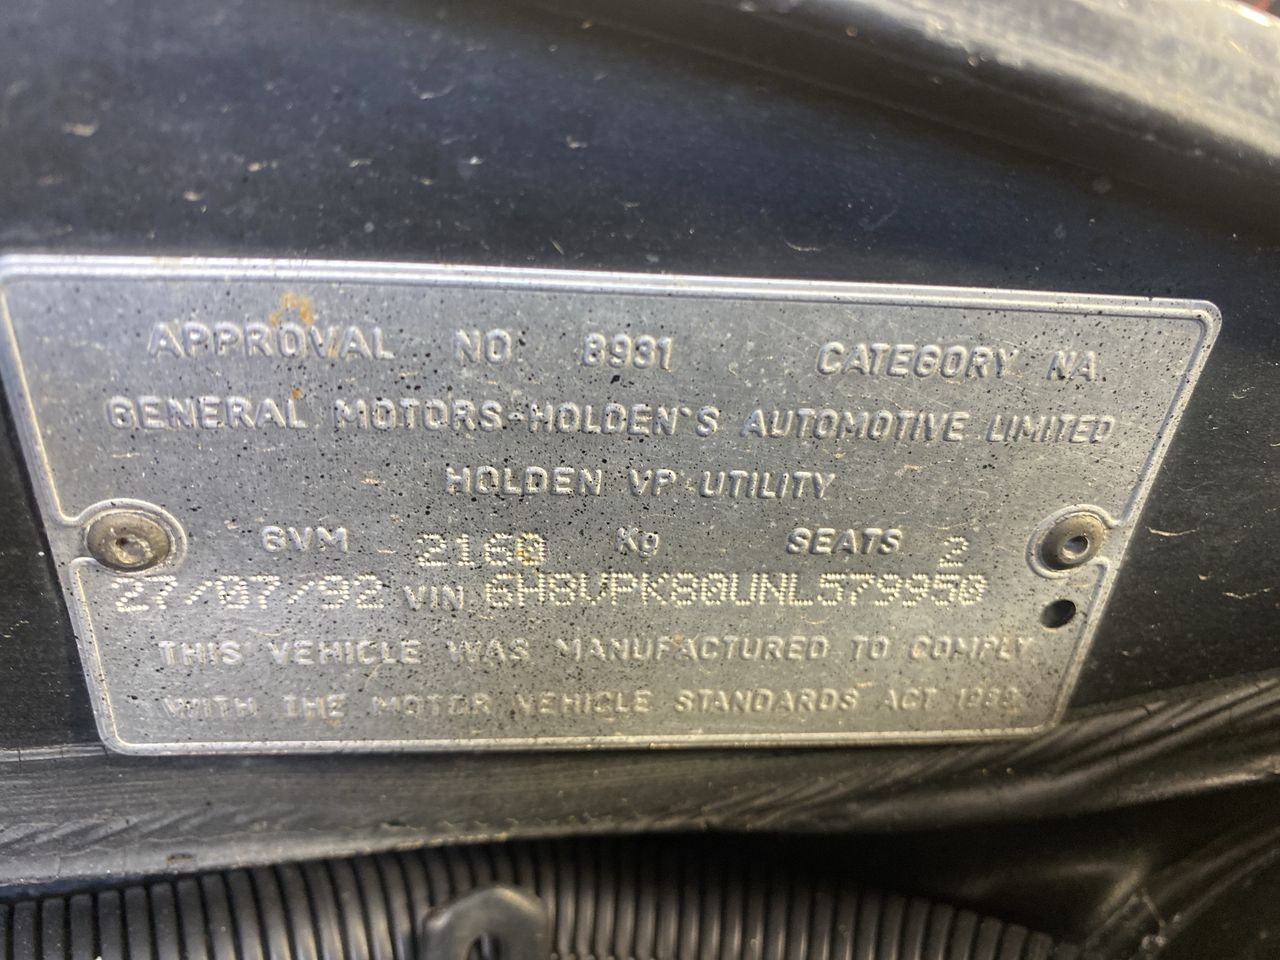 APPROVAL NO 8931 CATEGORY NA
GENERAL MOTORS-HOLDEN'S AUTOMOTIVE LIMITED
HOLDEN VP UTILITY
GVM 2160 Kg SEATS 2
27/07/92 VIN 6H8VPK80UNL579950
THIS VEHICLE WAS MANUFACTURED TO COMPLY
WITH THE MOTOR VEHICLE STANDARDS ACT 1989